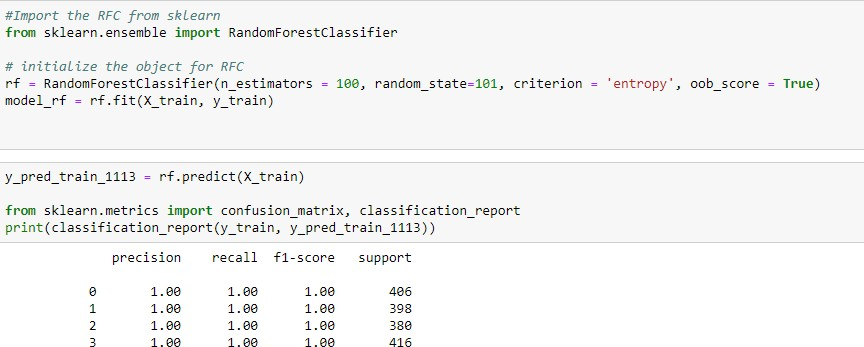 #Import the RFC from sklearn
from sklearn.ensemble import RandomForestClassifier
# initialize the object for RFC
rf = RandomForestClassifier(n_estimators = 100, random_state=101, criterion = 'entropy', oob_score = True)
model_rf = rf.fit(X_train, y_train)
y_pred_train_1113 = rf.predict(X_train)
from sklearn.metrics import confusion_matrix, classification_report
print(classification_report(y_train, y_pred_train_1113))
precision recall f1-score support
0 1.00 1.00 1.00 406
1 1.00 1.00 1.00 398
2 1.00 1.00 1.00 380
3 1.00 1.00 1.00 416